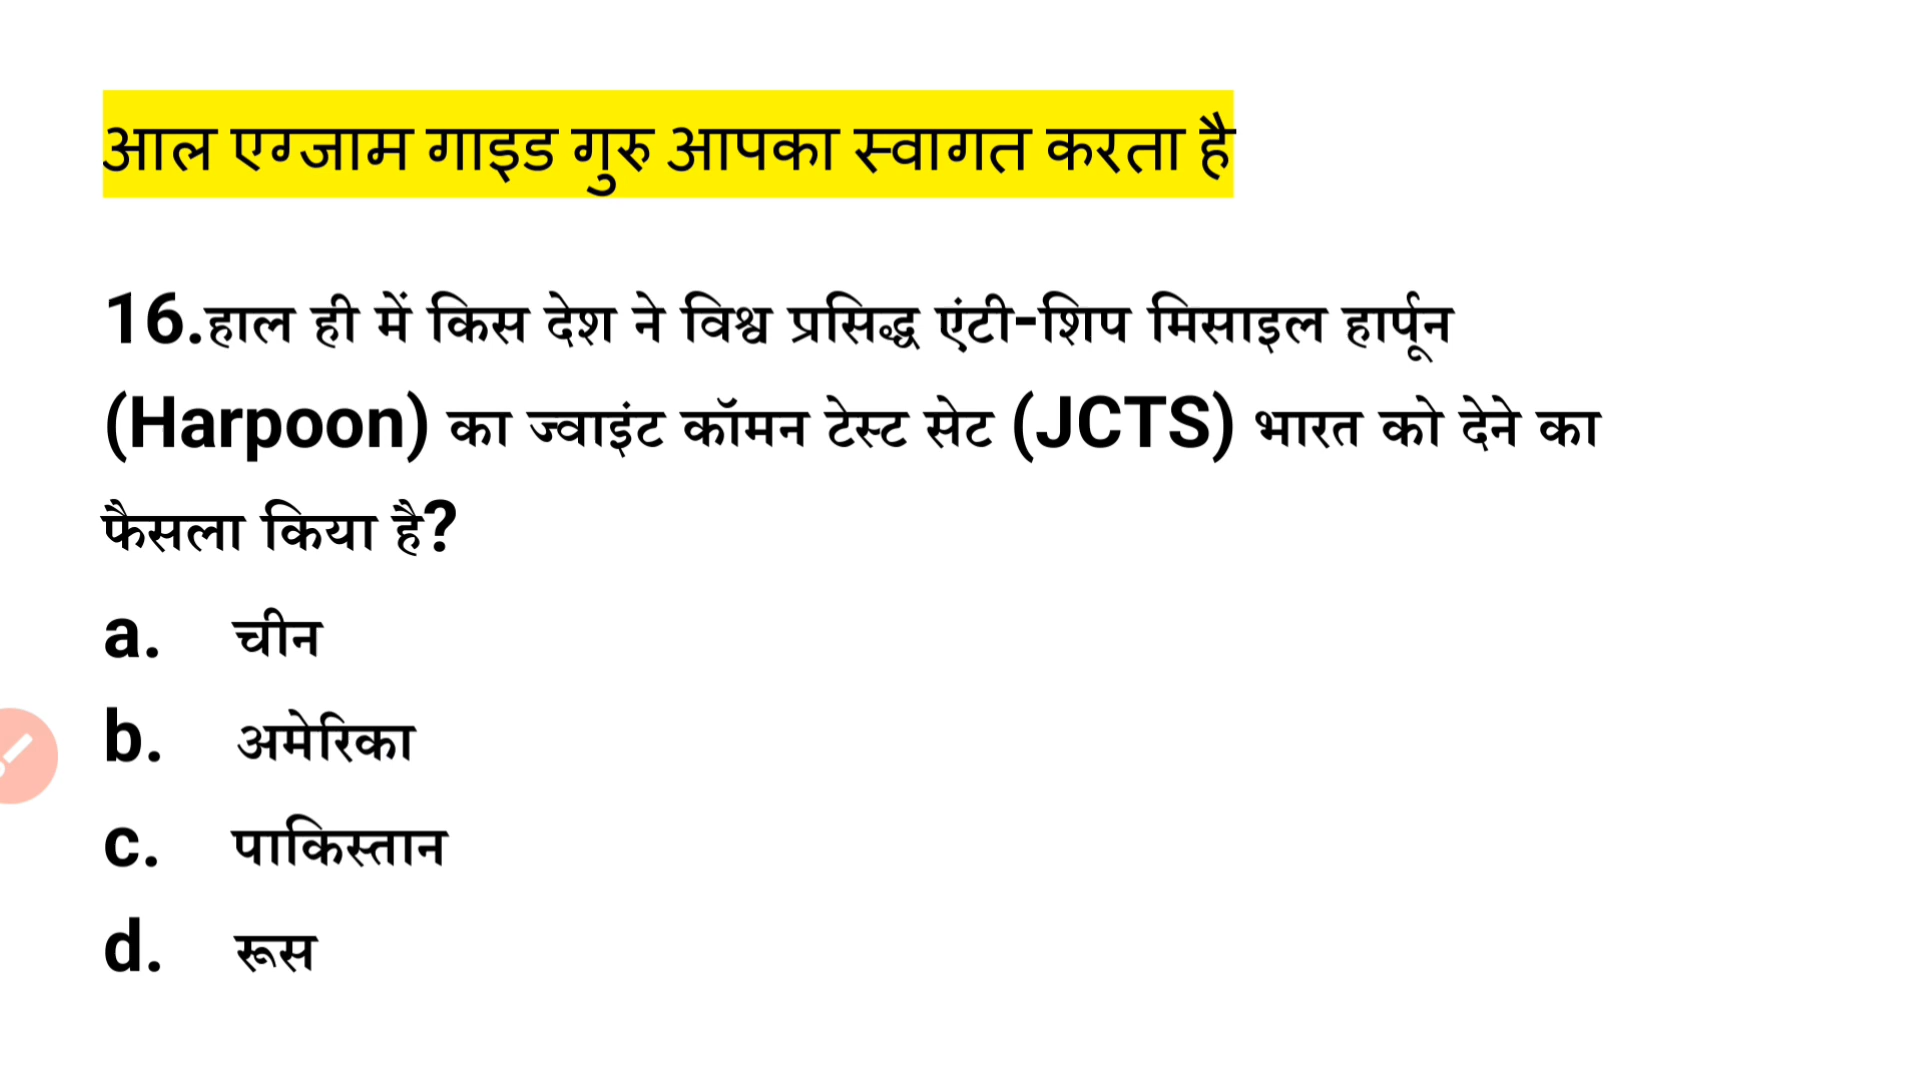 आल एग्जाम गाइड गुरु आपका स्वागत करता है
16.हाल ही में किस देश ने विश्व प्रसिद्ध एंटी-शिप मिसाइल हार्पून
(Harpoon) का ज्वाइंट कॉमन टेस्ट सेट (JCTS) भारत को देने का
फैसला किया है?
a. चीन
b. अमेरिका
c. पाकिस्तान
d. रूस